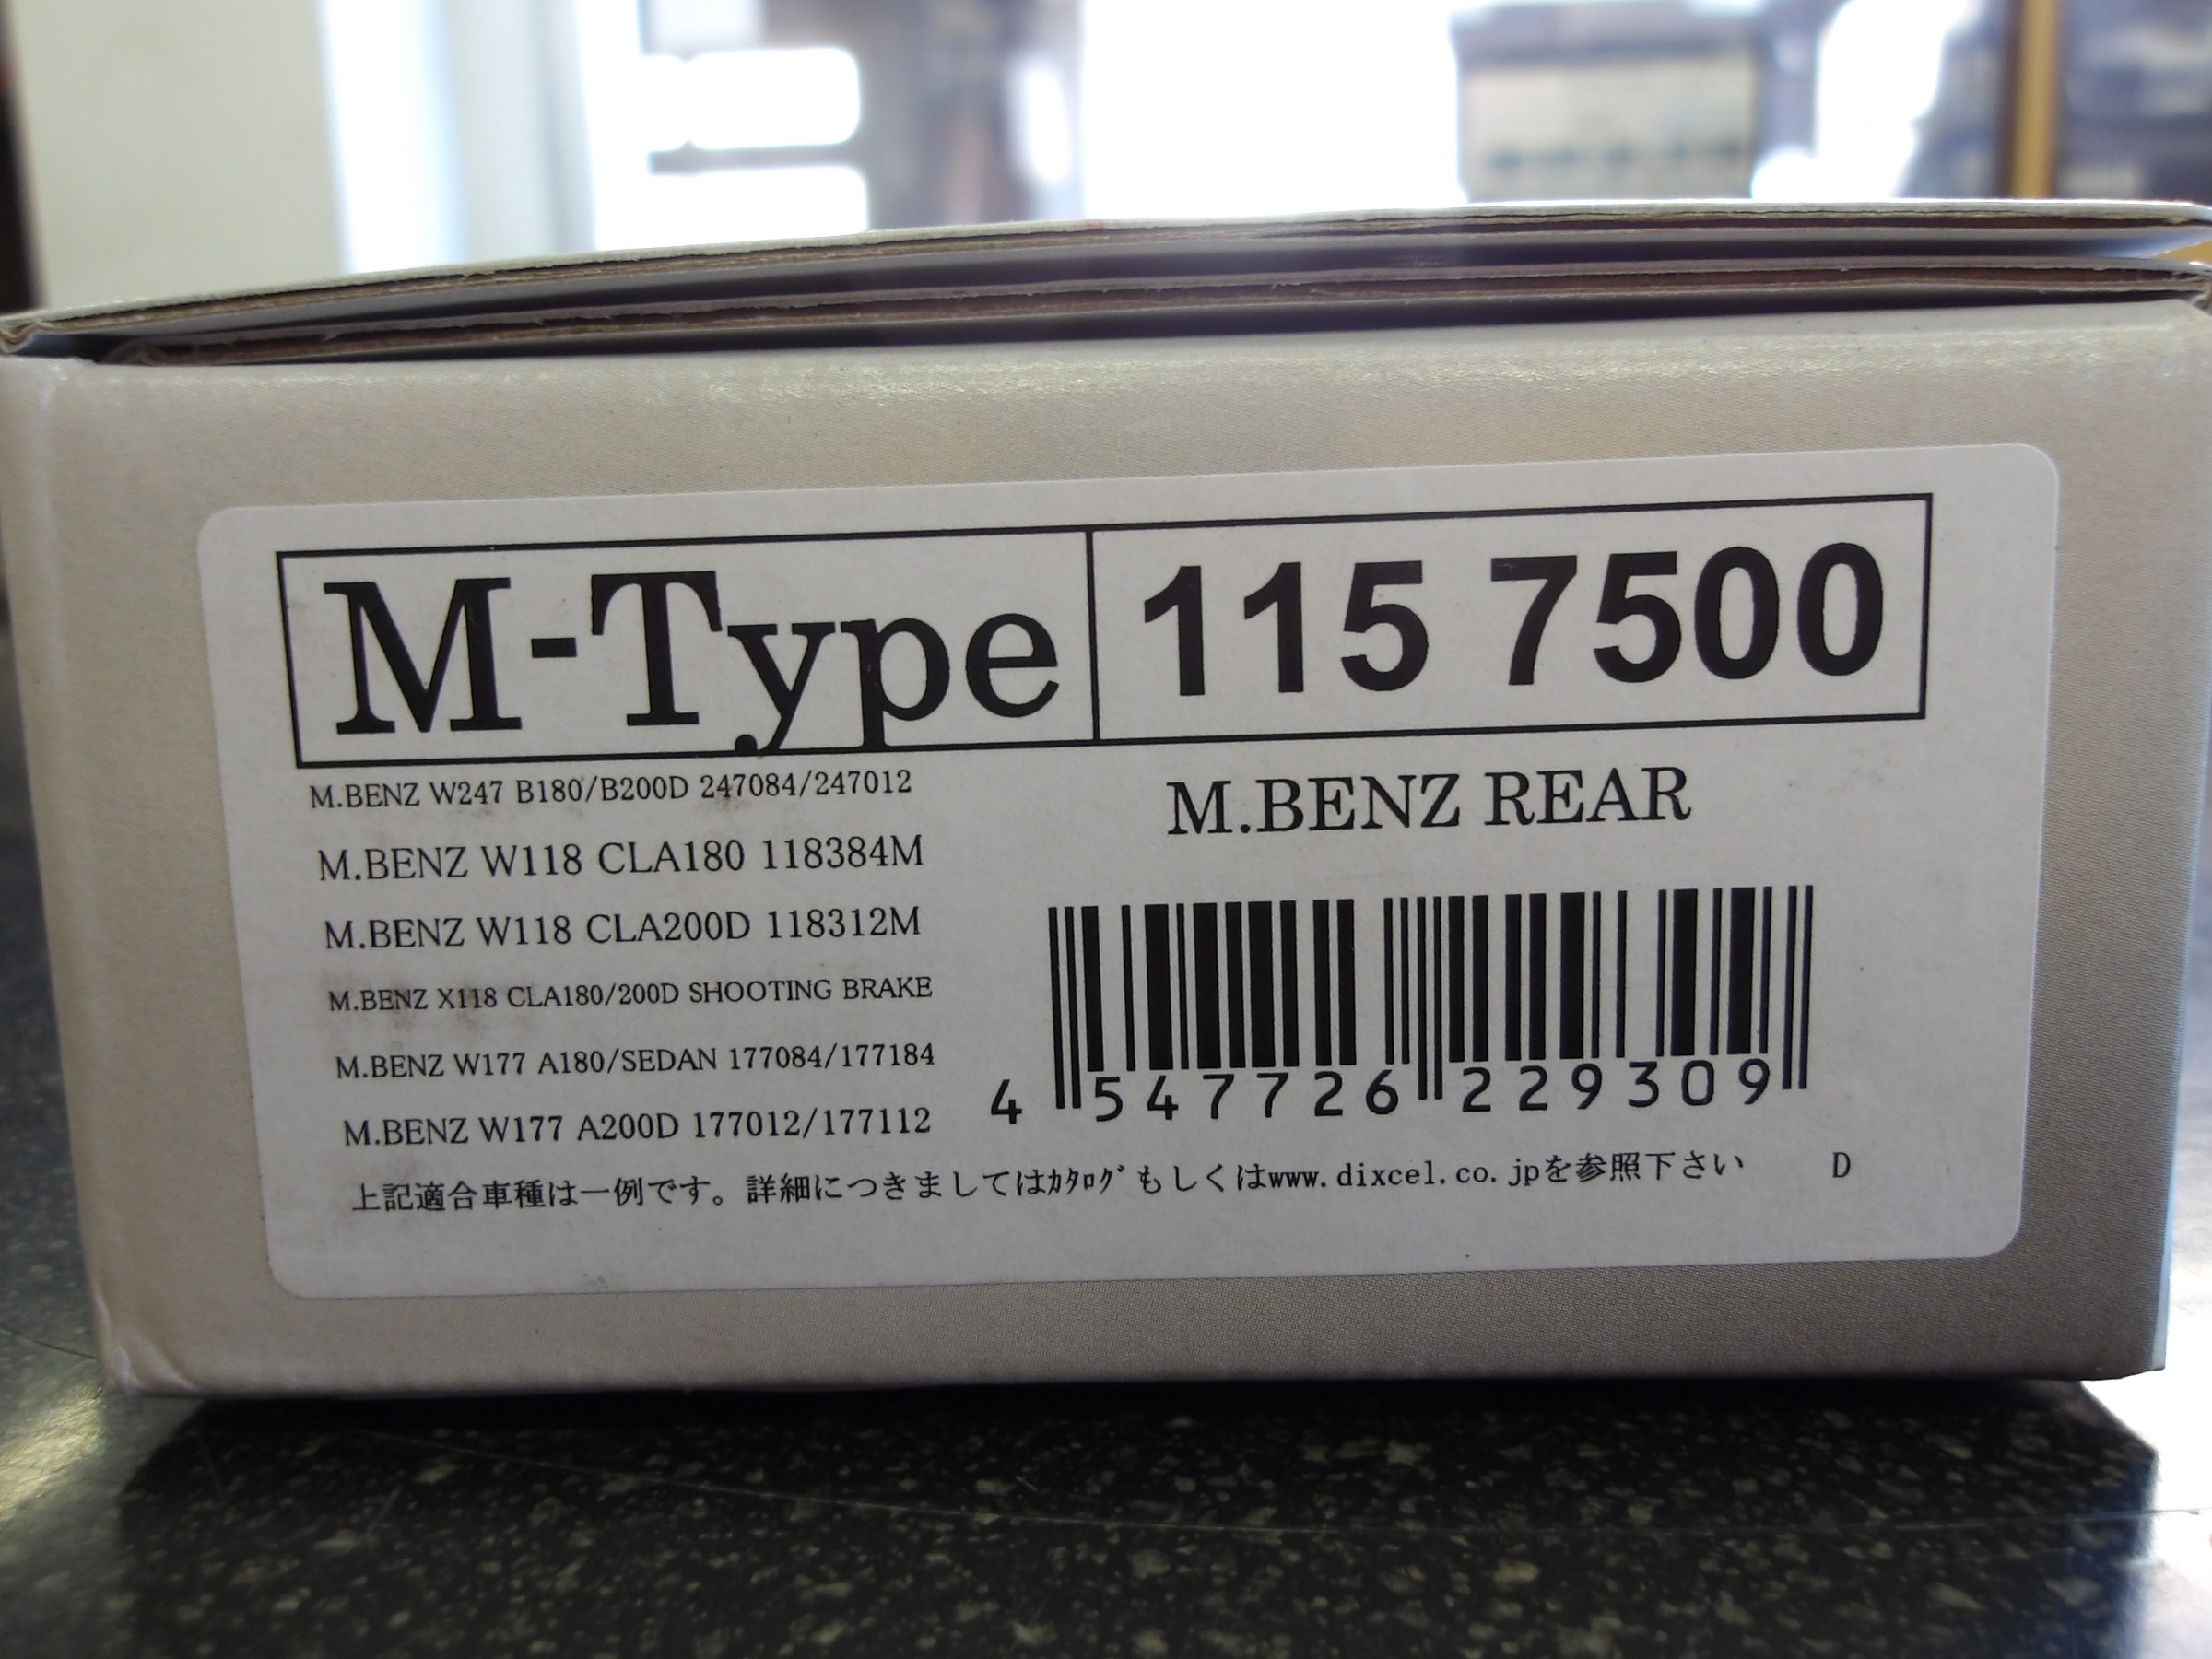 M-Type 115 7500
M.BENZ W247 B180/B200D 247084/247012
M.BENZ W118 CLA180 118384M
M.BENZ W118 CLA200D 118312M
M.BENZ X118 CLA180/200D SHOOTING BRAKE
M.BENZ W177 A180/SEDAN 177084/177184
M.BENZ W177 A200D 177012/177112
M.BENZ REAR
4 547726 229309
上記適合車種は一例です。詳細につきましてはｶﾀﾛｸﾞもしくはwww.dixcel.co.jpを参照下さい D